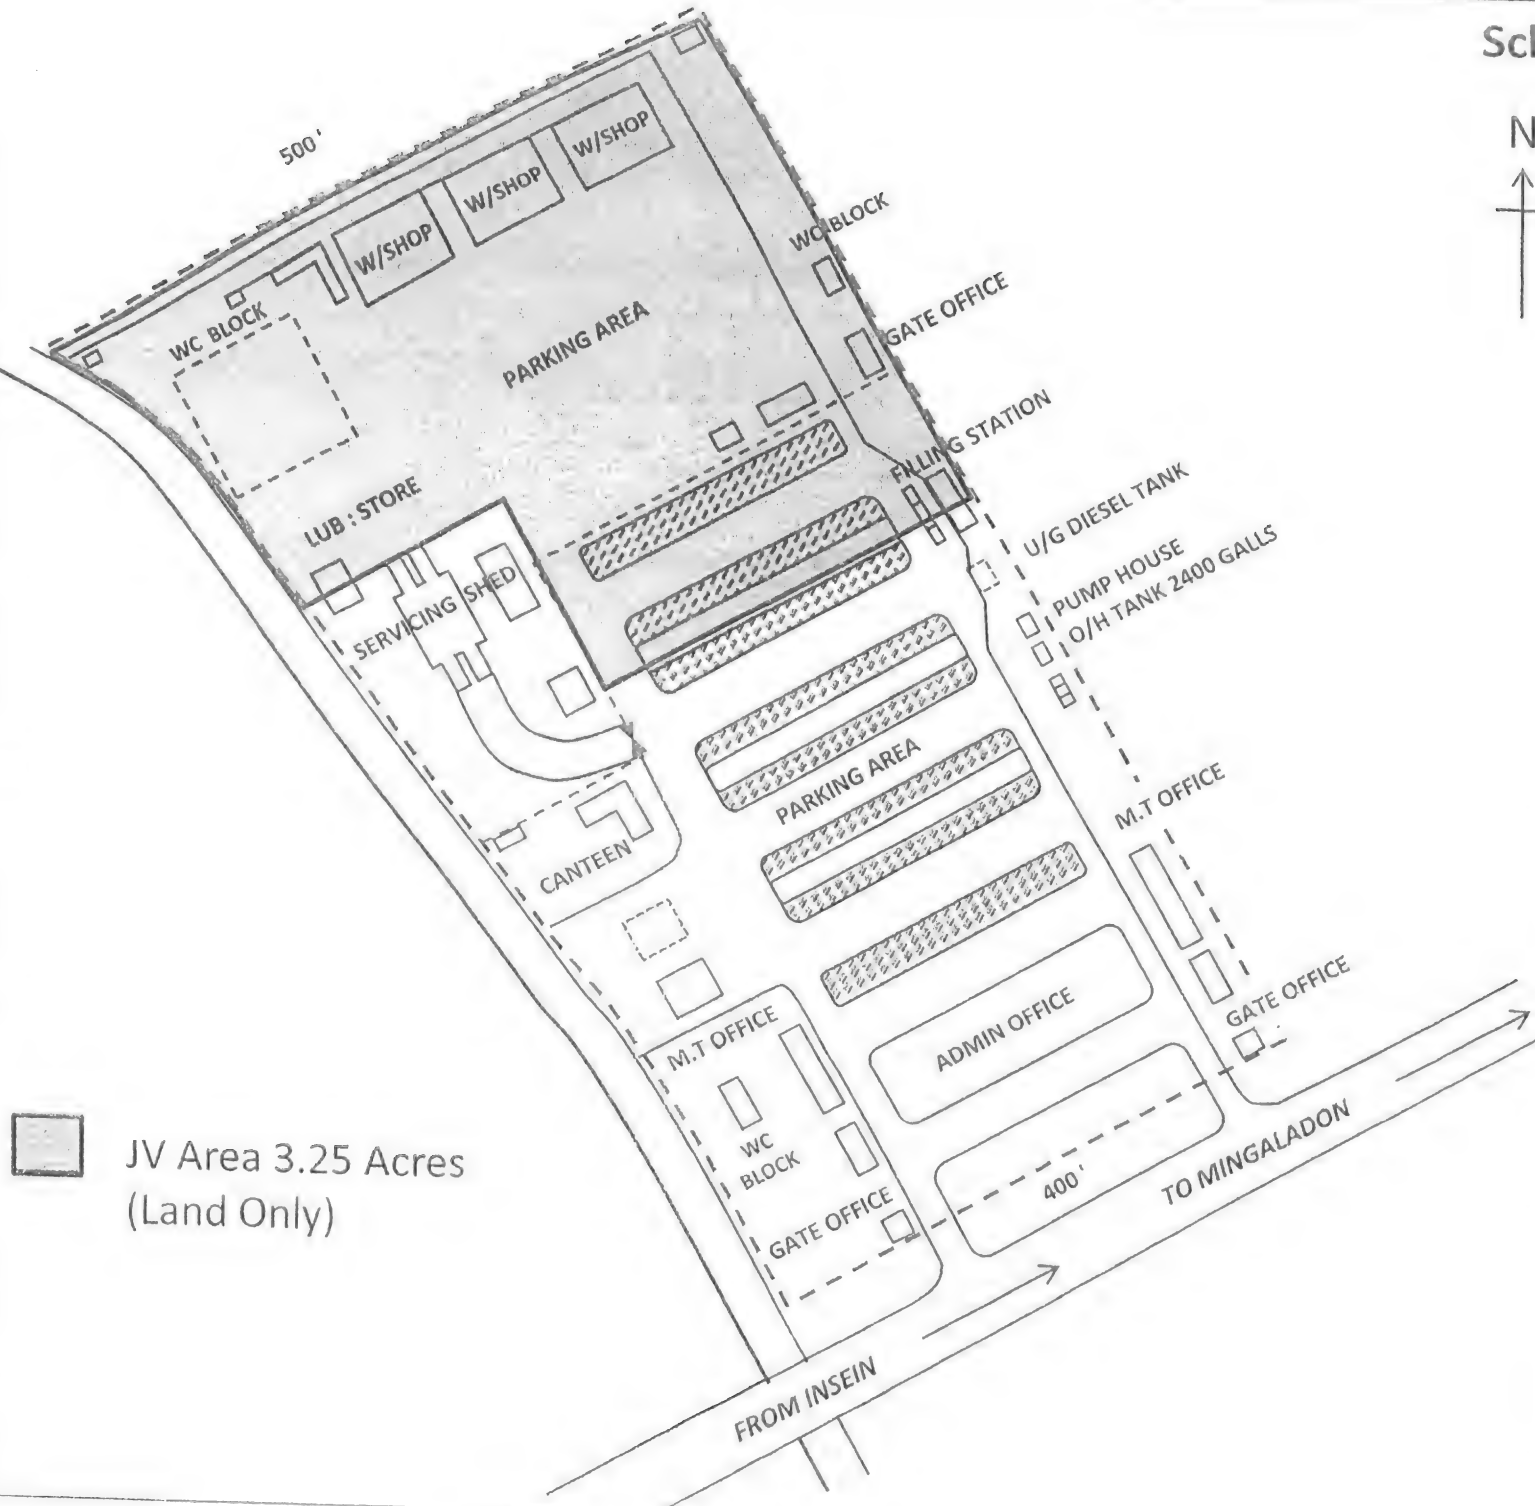 N
500'
W/SHOP
W/SHOP
W/SHOP
WC BLOCK
WC BLOCK
GATE OFFICE
PARKING AREA
FILLING STATION
LUB : STORE
U/G DIESEL TANK
SERVICING SHED
PUMP HOUSE
O/H TANK 2400 GALLS
PARKING AREA
M.T OFFICE
CANTEEN
GATE OFFICE
ADMIN OFFICE
M.T OFFICE
WC
BLOCK
GATE OFFICE
400'
TO MINGALADON
FROM INSEIN
JV Area 3.25 Acres
(Land Only)